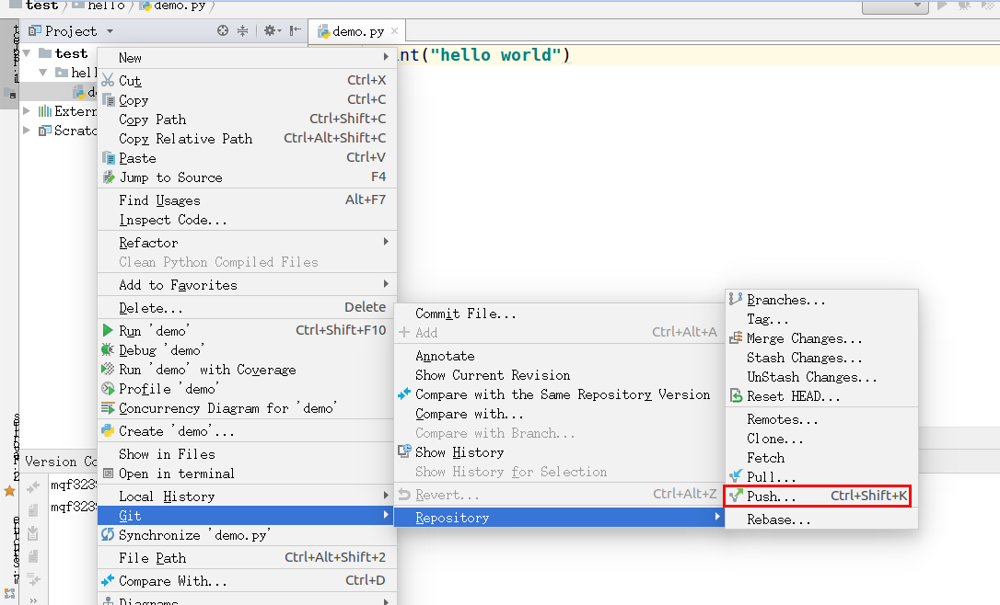 test hello demo.py
Project
demo.py
test
nt("hello world")
New
Cut Ctrl+X
Copy Ctrl+C
Copy Path Ctrl+Shift+C
Copy Relative Path Ctrl+Alt+Shift+C
Paste Ctrl+V
Jump to Source F4
Find Usages Alt+F7
Inspect Code...
Refactor
Clean Python Compiled Files
Add to Favorites
Delete... Delete
Run 'demo' Ctrl+Shift+F10
Debug 'demo'
Run 'demo' with Coverage
Profile 'demo'
Concurrency Diagram for 'demo'
Create 'demo'...
Show in Files
Open in terminal
Local History
Git
Synchronize 'demo.py'
File Path Ctrl+Alt+Shift+2
Compare With... Ctrl+D
Diagrams
Commit File...
Add Ctrl+Alt+A
Annotate
Show Current Revision
Compare with the Same Repository Version
Compare with...
Compare with Branch...
Show History
Show History for Selection
Revert... Ctrl+Alt+Z
Repository
Branches...
Tag...
Merge Changes...
Stash Changes...
UnStash Changes...
Reset HEAD...
Remotes...
Clone...
Fetch
Pull...
Push... Ctrl+Shift+K
Rebase...
hell
Extern
Scratc
Version Co
mqf323
mqf323